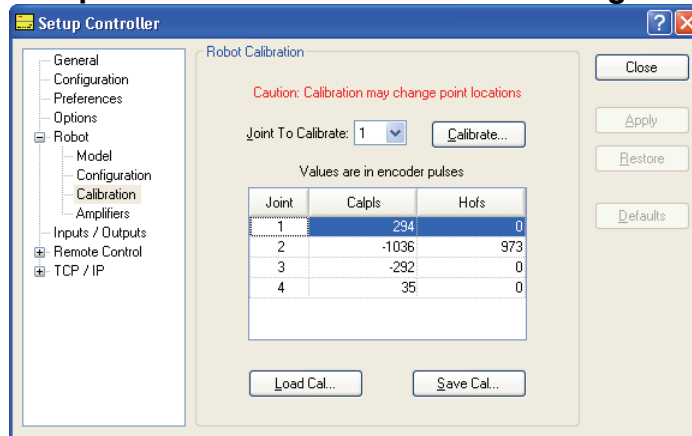 Setup Controller
General
Configuration
Preferences
Options
Robot
Model
Configuration
Calibration
Amplifiers
Inputs / Outputs
Remote Control
TCP / IP
Robot Calibration
Caution: Calibration may change point locations
Joint To Calibrate: 1 Calibrate...
Values are in encoder pulses
Joint Calpls Hofs
1 294 0
2 -1036 973
3 -292 0
4 35 0
Load Cal... Save Cal...
Close
Apply
Restore
Defaults